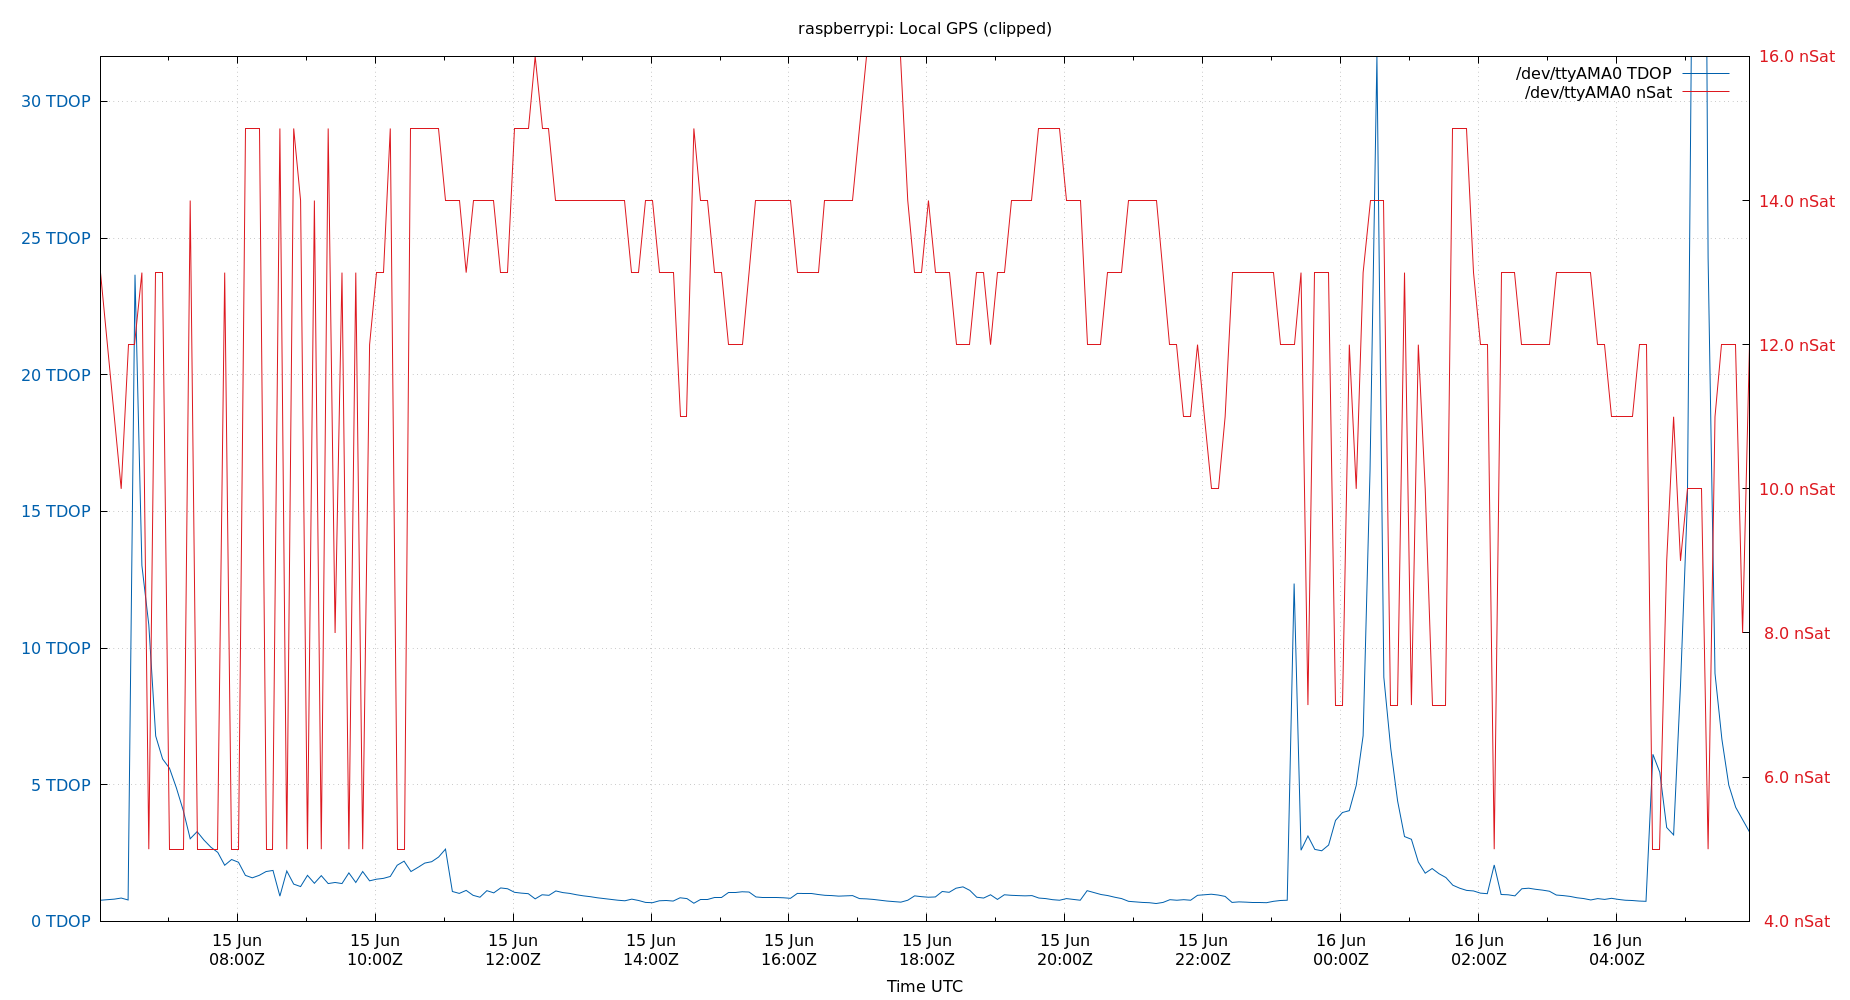 raspberrypi: Local GPS (clipped)
/dev/ttyAMA0 TDOP
/dev/ttyAMA0 nSat
30 TDOP
25 TDOP
20 TDOP
15 TDOP
10 TDOP
5 TDOP
0 TDOP
16.0 nSat
14.0 nSat
12.0 nSat
10.0 nSat
8.0 nSat
6.0 nSat
4.0 nSat
15 Jun 15 Jun 15 Jun 15 Jun 15 Jun 15 Jun 15 Jun 15 Jun 16 Jun 16 Jun 16 Jun
08:00Z 10:00Z 12:00Z 14:00Z 16:00Z 18:00Z 20:00Z 22:00Z 00:00Z 02:00Z 04:00Z
Time UTC